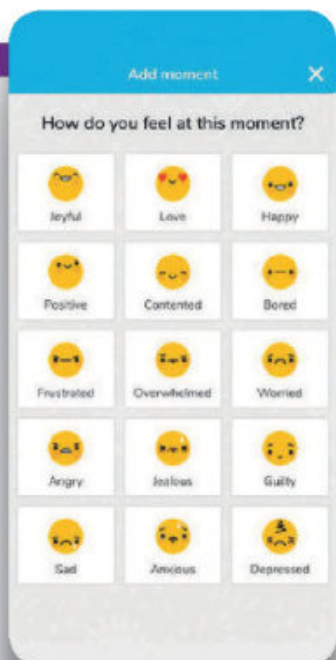 Add moment ×
How do you feel at this moment?
Joyful Love Happy
Positive Contented Bored
Frustrated Overwhelmed Worried
Angry Jealous Guilty
Sad Anxious Depressed